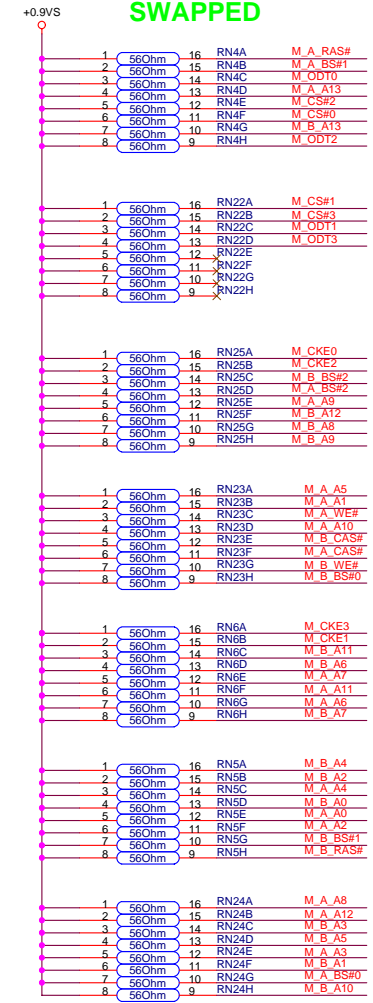 SWAPPED
+0.9VS
1 56Ohm 16 RN4A M_A_RAS#
2 56Ohm 15 RN4B M_A_BS#1
3 56Ohm 14 RN4C M_ODT0
4 56Ohm 13 RN4D M_A_A13
5 56Ohm 12 RN4E M_CS#2
6 56Ohm 11 RN4F M_CS#0
7 56Ohm 10 RN4G M_B_A13
8 56Ohm 9 RN4H M_ODT2
1 56Ohm 16 RN22A M_CS#1
2 56Ohm 15 RN22B M_CS#3
3 56Ohm 14 RN22C M_ODT1
4 56Ohm 13 RN22D M_ODT3
5 56Ohm 12 RN22E
6 56Ohm 11 RN22F
7 56Ohm 10 RN22G
8 56Ohm 9 RN22H
1 56Ohm 16 RN25A M_CKE0
2 56Ohm 15 RN25B M_CKE2
3 56Ohm 14 RN25C M_B_BS#2
4 56Ohm 13 RN25D M_A_BS#2
5 56Ohm 12 RN25E M_A_A9
6 56Ohm 11 RN25F M_B_A12
7 56Ohm 10 RN25G M_B_A8
8 56Ohm 9 RN25H M_B_A9
1 56Ohm 16 RN23A M_A_A5
2 56Ohm 15 RN23B M_A_A1
3 56Ohm 14 RN23C M_A_WE#
4 56Ohm 13 RN23D M_A_A10
5 56Ohm 12 RN23E M_B_CAS#
6 56Ohm 11 RN23F M_A_CAS#
7 56Ohm 10 RN23G M_B_WE#
8 56Ohm 9 RN23H M_B_BS#0
1 56Ohm 16 RN6A M_CKE3
2 56Ohm 15 RN6B M_CKE1
3 56Ohm 14 RN6C M_B_A11
4 56Ohm 13 RN6D M_B_A6
5 56Ohm 12 RN6E M_A_A7
6 56Ohm 11 RN6F M_A_A11
7 56Ohm 10 RN6G M_A_A6
8 56Ohm 9 RN6H M_B_A7
1 56Ohm 16 RN5A M_B_A4
2 56Ohm 15 RN5B M_B_A2
3 56Ohm 14 RN5C M_A_A4
4 56Ohm 13 RN5D M_B_A0
5 56Ohm 12 RN5E M_A_A0
6 56Ohm 11 RN5F M_A_A2
7 56Ohm 10 RN5G M_B_BS#1
8 56Ohm 9 RN5H M_B_RAS#
1 56Ohm 16 RN24A M_A_A8
2 56Ohm 15 RN24B M_A_A12
3 56Ohm 14 RN24C M_B_A3
4 56Ohm 13 RN24D M_B_A5
5 56Ohm 12 RN24E M_A_A3
6 56Ohm 11 RN24F M_B_A1
7 56Ohm 10 RN24G M_A_BS#0
8 56Ohm 9 RN24H M_B_A10